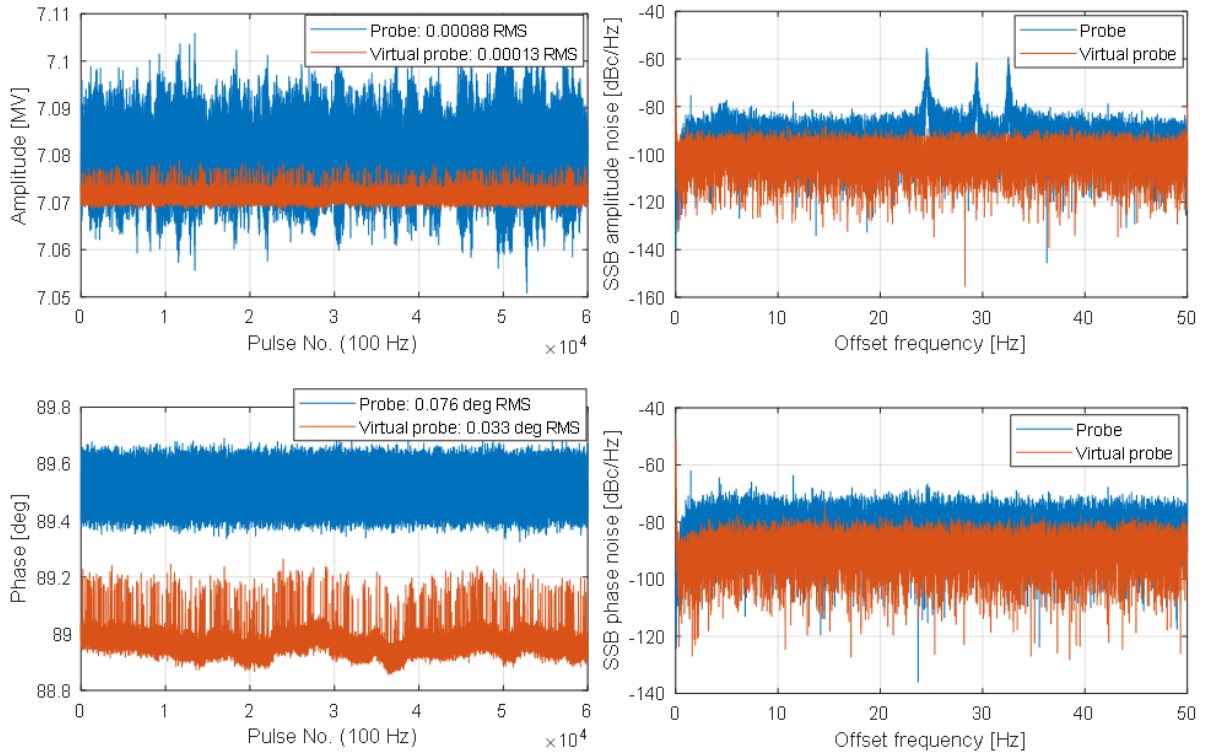 7.11
7.1
7.09
7.08
7.07
7.06
7.05
Amplitude [MV]
Probe: 0.00088 RMS
Virtual probe: 0.00013 RMS
0 1 2 3 4 5 6
Pulse No. (100 Hz)
×10^4
-40
-60
-80
-100
-120
-140
-160
SSB amplitude noise [dBc/Hz]
Probe
Virtual probe
0 10 20 30 40 50
Offset frequency [Hz]
89.8
89.6
89.4
89.2
89
88.8
Phase [deg]
Probe: 0.076 deg RMS
Virtual probe: 0.033 deg RMS
0 1 2 3 4 5 6
Pulse No. (100 Hz)
×10^4
-40
-60
-80
-100
-120
-140
SSB phase noise [dBc/Hz]
Probe
Virtual probe
0 10 20 30 40 50
Offset frequency [Hz]